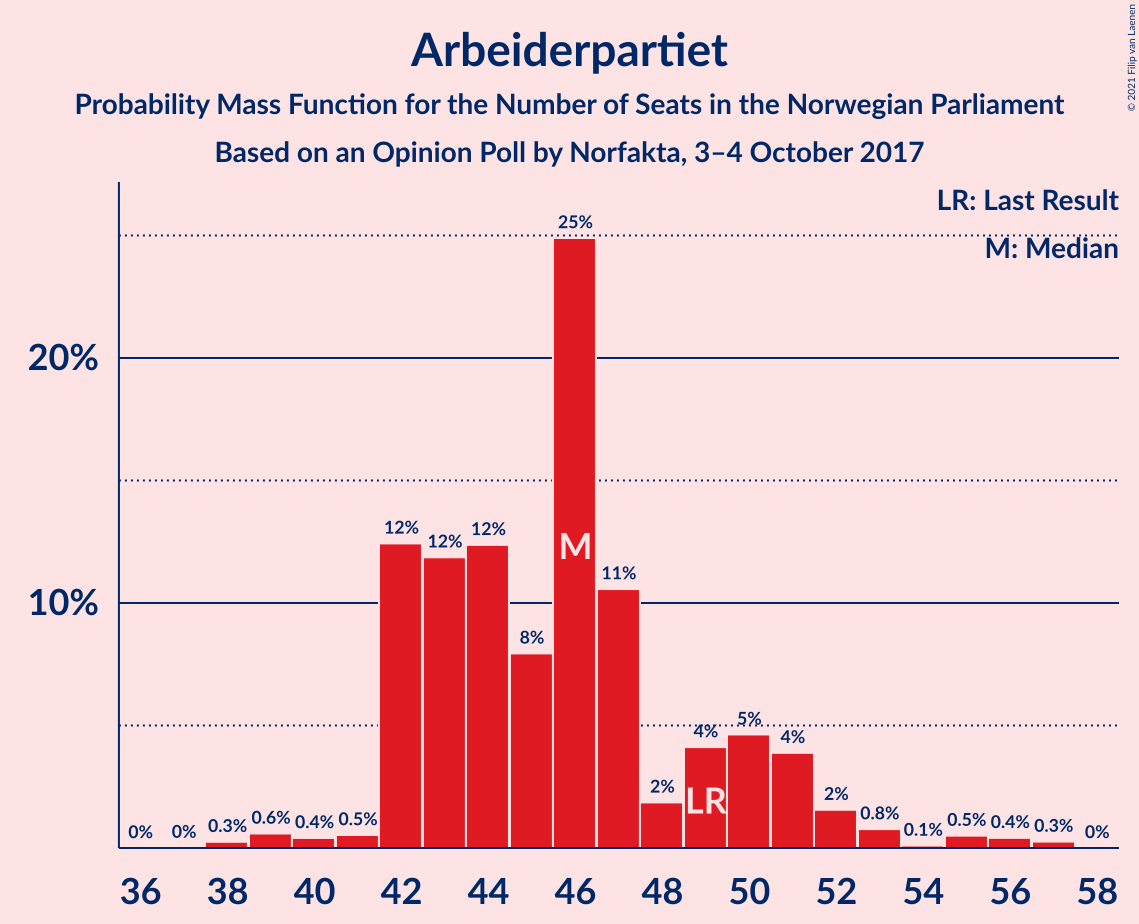 Arbeiderpartiet
Probability Mass Function for the Number of Seats in the Norwegian Parliament
Based on an Opinion Poll by Norfakta, 3–4 October 2017
© 2021 Filip van Laenen
LR: Last Result
M: Median
20%
10%
0% 0% 0.3% 0.6% 0.4% 0.5% 12% 12% 12% 8% 25% 11% 2% 4% 5% 4% 2% 0.8% 0.1% 0.5% 0.4% 0.3% 0%
M
LR
36 38 40 42 44 46 48 50 52 54 56 58